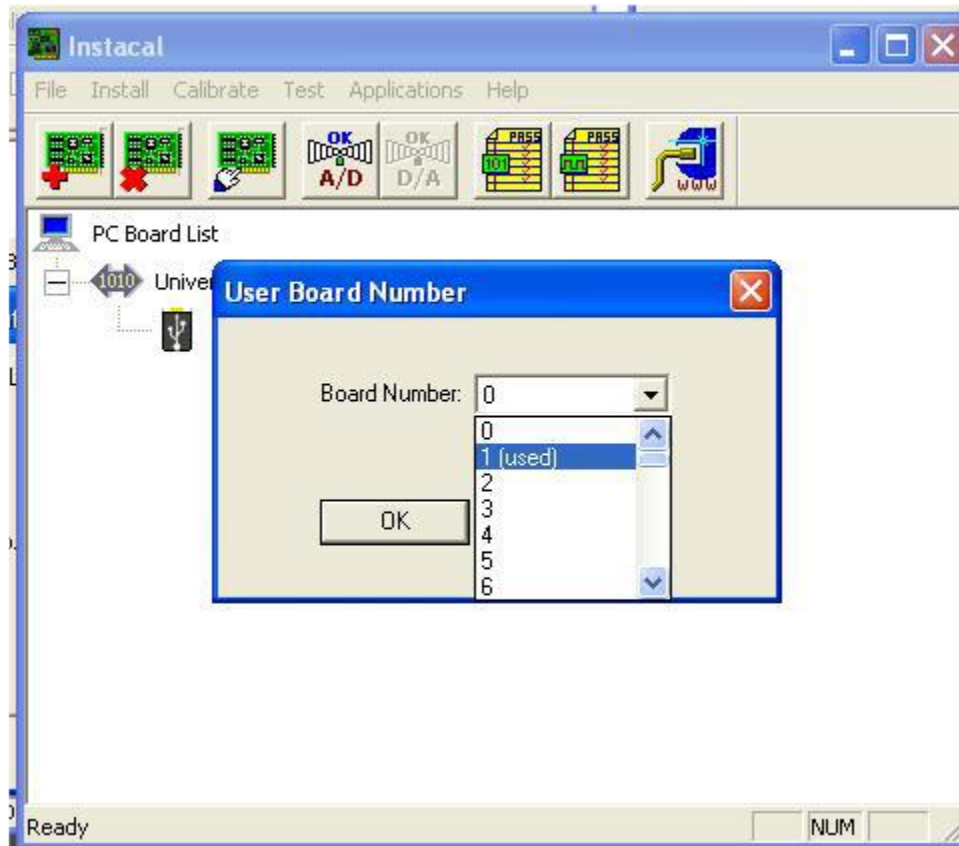 Instacal
File Install Calibrate Test Applications Help
OK A/D
OK D/A
PASS 101
PASS
WWW
PC Board List
1010 Univer
User Board Number
Board Number: 0
0
1 (used)
2
3
4
5
6
OK
Ready
NUM